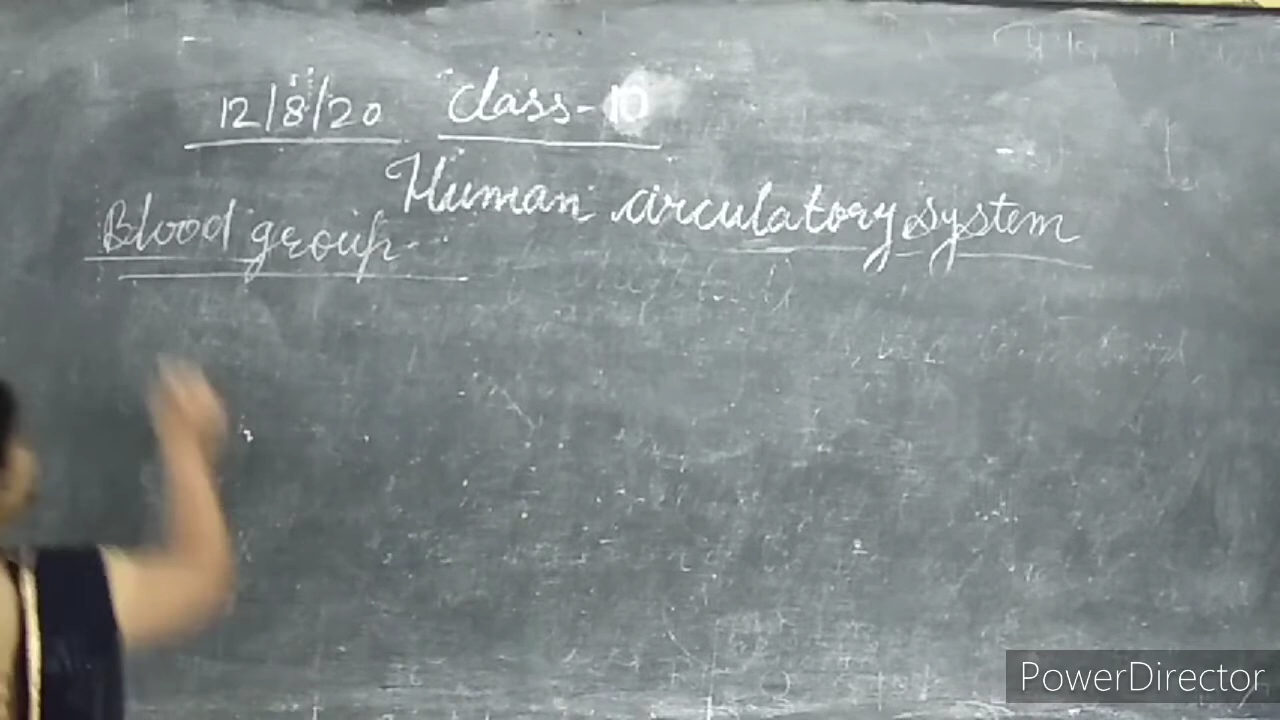 12/8/20 Class-10
Human circulatory system
Blood group-
PowerDirector